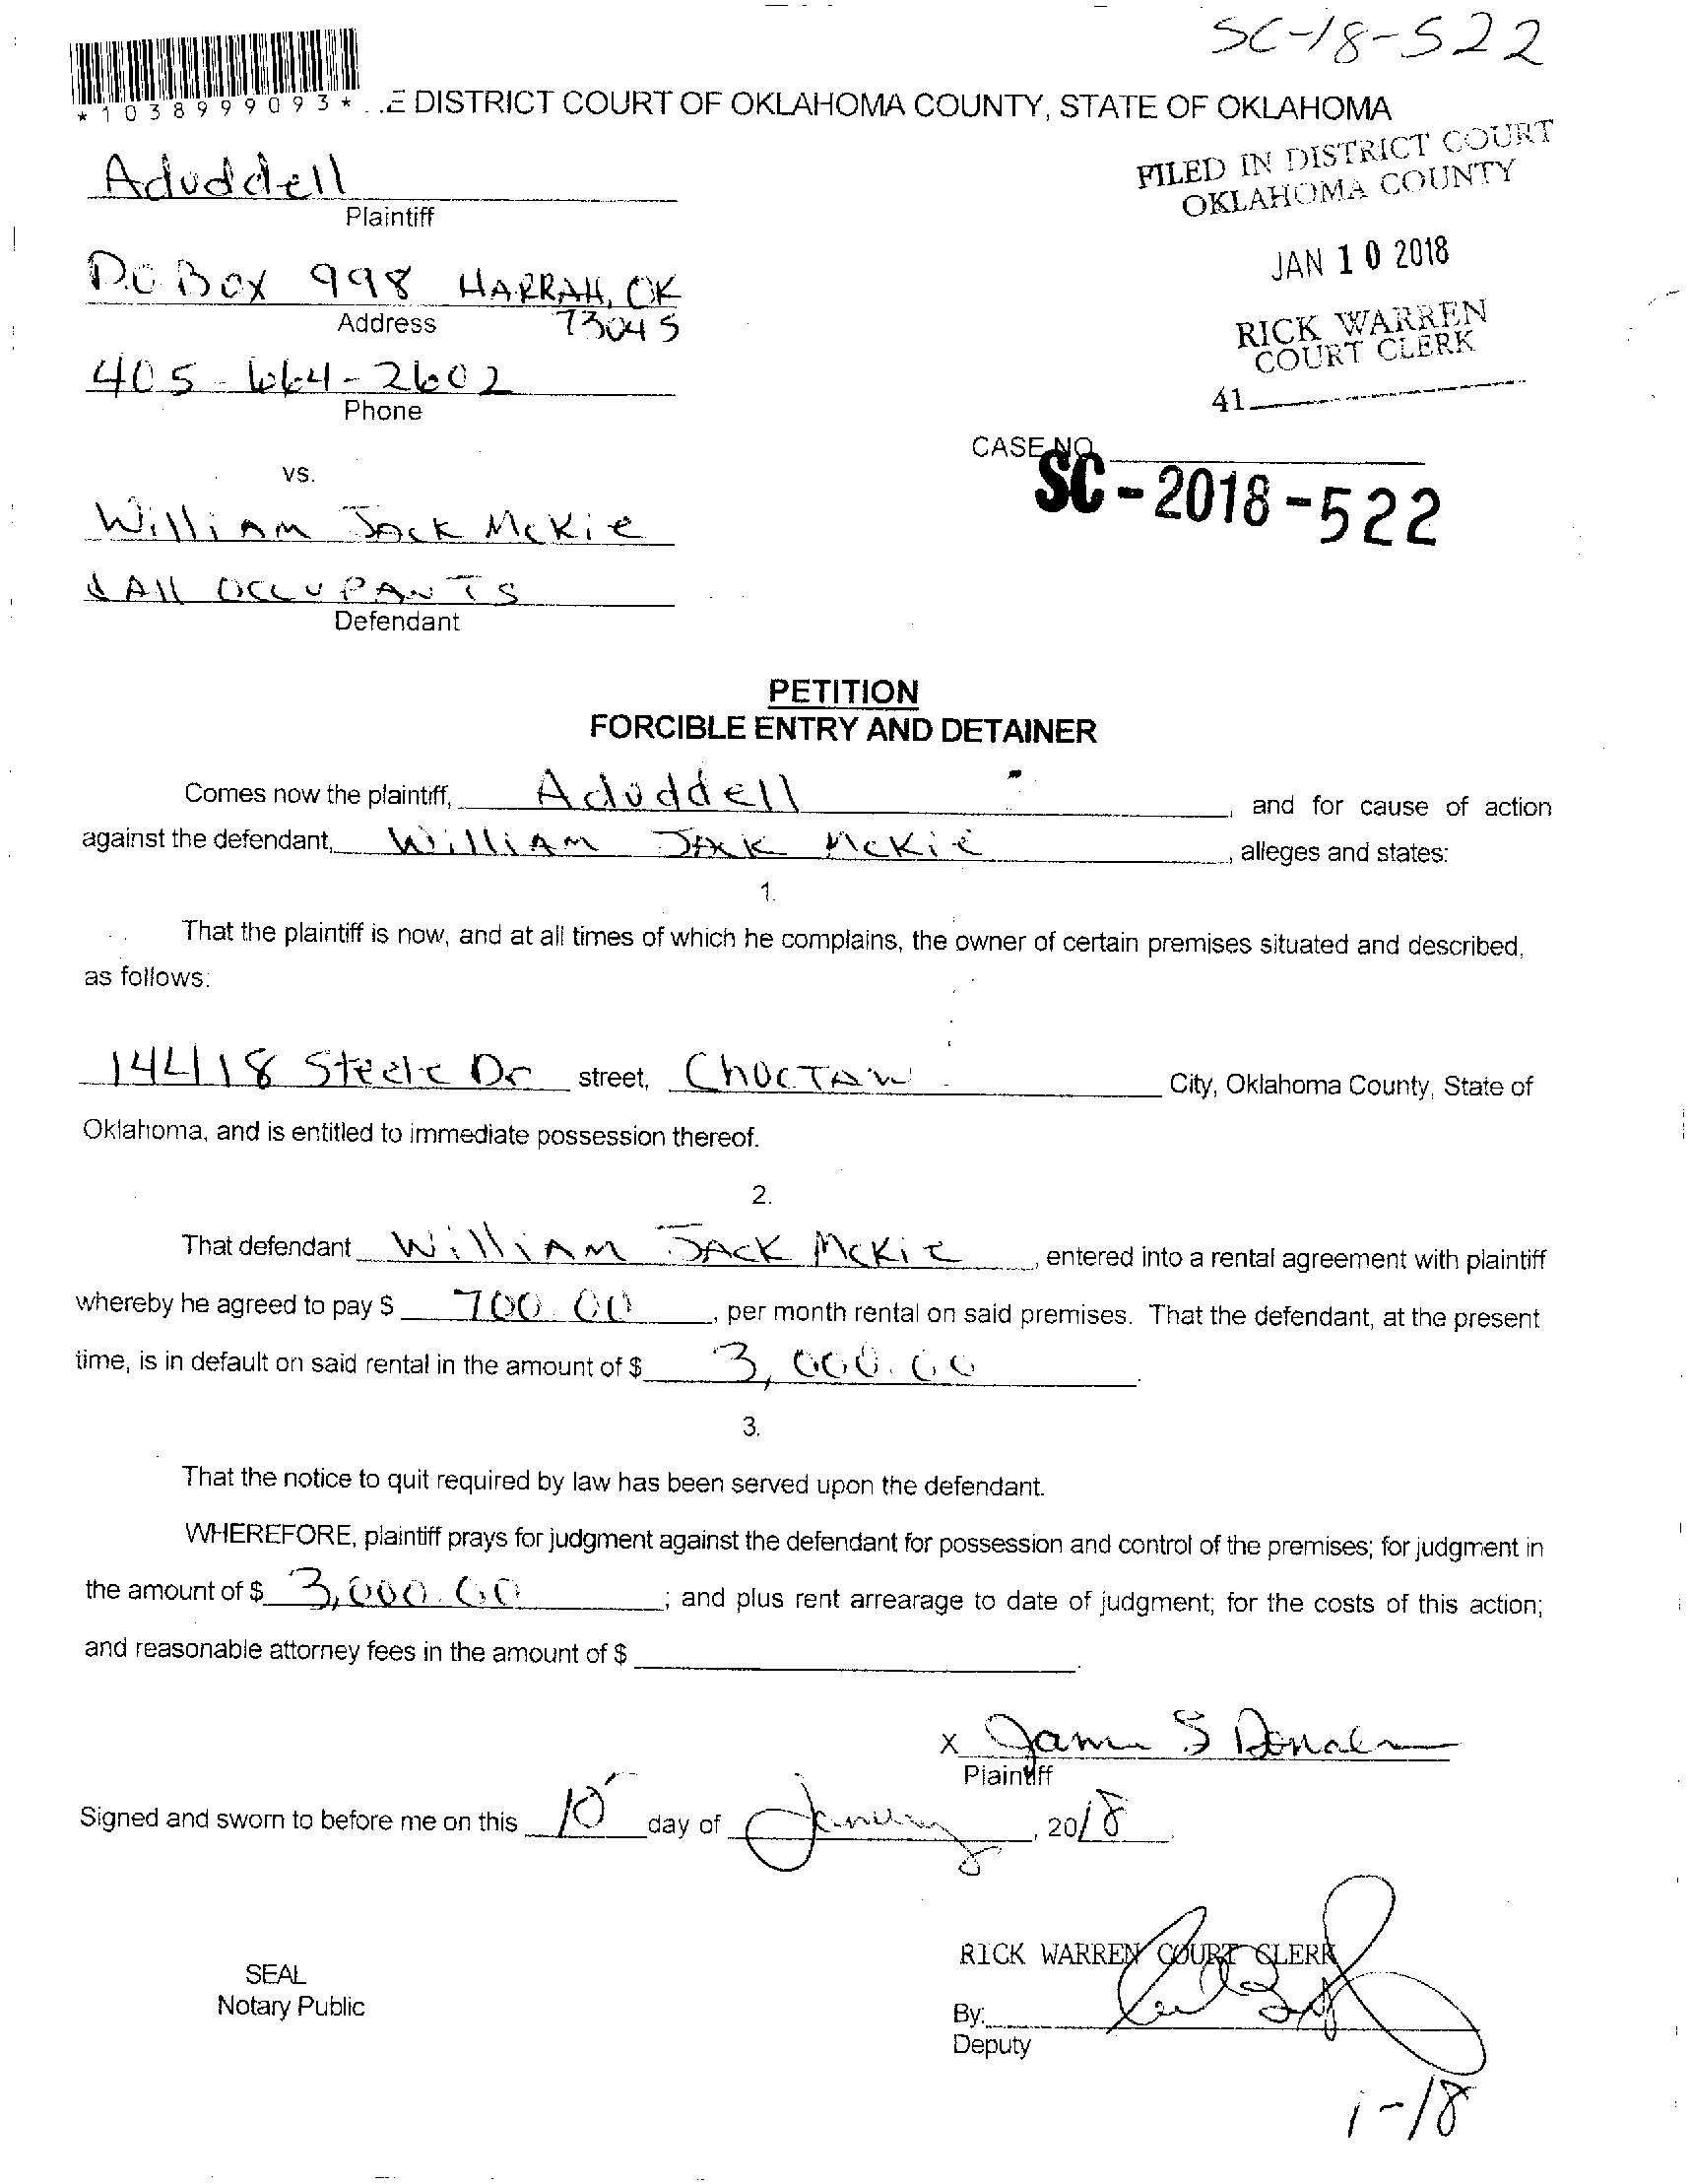 SC-18-522
*1038999093* .E DISTRICT COURT OF OKLAHOMA COUNTY, STATE OF OKLAHOMA
FILED IN DISTRICT COURT
OKLAHOMA COUNTY
Aduddell
Plaintiff
JAN 10 2018
P.O Box 998 HARRAH, OK
Address 73045
RICK WARREN
COURT CLERK
405-664-2602
Phone
41
CASE NO.
SC-2018-522
vs.
William Jack McKie
& All OCCUPANTS
Defendant
PETITION
FORCIBLE ENTRY AND DETAINER
Comes now the plaintiff, Aduddell, and for cause of action
against the defendant, William Jack McKie, alleges and states:
1.
That the plaintiff is now, and at all times of which he complains, the owner of certain premises situated and described,
as follows:
14418 Steele Dr street, Choctaw City, Oklahoma County, State of
Oklahoma, and is entitled to immediate possession thereof.
2.
That defendant William Jack McKie, entered into a rental agreement with plaintiff
whereby he agreed to pay $ 700.00, per month rental on said premises. That the defendant, at the present
time, is in default on said rental in the amount of $ 3,000.00.
3.
That the notice to quit required by law has been served upon the defendant.
WHEREFORE, plaintiff prays for judgment against the defendant for possession and control of the premises; for judgment in
the amount of $ 3,000.00; and plus rent arrearage to date of judgment; for the costs of this action;
and reasonable attorney fees in the amount of $ .
X
Plaintiff
Signed and sworn to before me on this 10 day of January, 2018
RICK WARREN COURT CLERK
SEAL
Notary Public
By:
Deputy
1-18